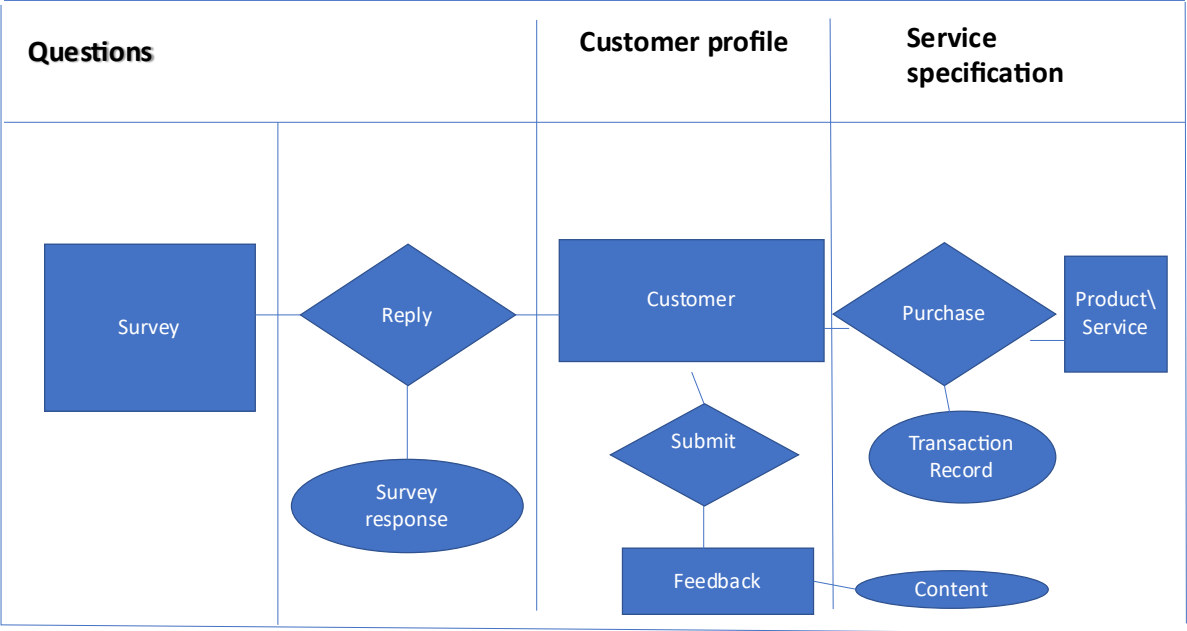 Questions
Customer profile
Service
specification
Survey
Reply
Customer
Purchase
Product\
Service
Survey
response
Submit
Transaction
Record
Feedback
Content